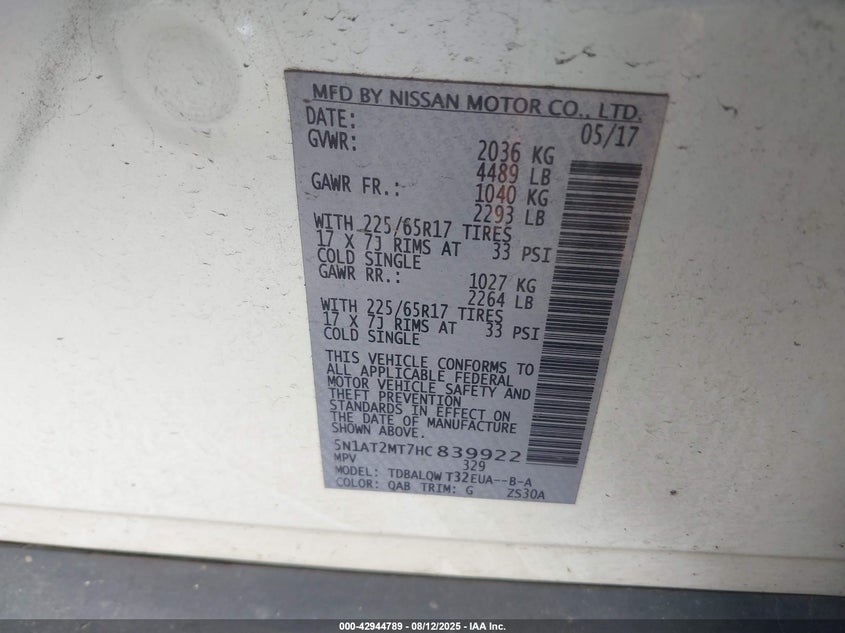 MFD BY NISSAN MOTOR CO., LTD.
DATE: 05/17
GVWR: 2036 KG
4489 LB
GAWR FR.: 1040 KG
2293 LB
WITH 225/65R17 TIRES
17 X 7J RIMS AT 33 PSI
COLD SINGLE
GAWR RR.: 1027 KG
2264 LB
WITH 225/65R17 TIRES
17 X 7J RIMS AT 33 PSI
COLD SINGLE
THIS VEHICLE CONFORMS TO
ALL APPLICABLE FEDERAL
MOTOR VEHICLE SAFETY AND
THEFT PREVENTION
STANDARDS IN EFFECT ON
THE DATE OF MANUFACTURE
SHOWN ABOVE.
5N1AT2MT7HC839922
MPV 329
MODEL: TDBALQW T32EUA--B-A
COLOR: QAB TRIM: G ZS30A
000-42944789 - 08/12/2025 - IAA Inc.